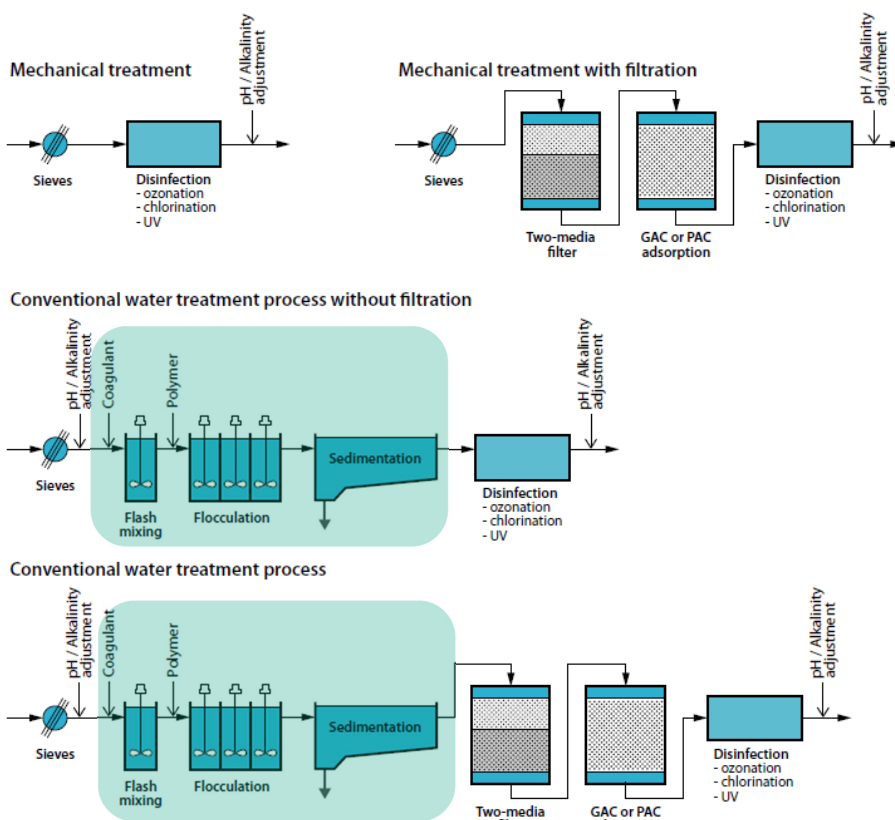 Mechanical treatment
pH / Alkalinity
adjustment
Sieves
Disinfection
- ozonation
- chlorination
- UV
Mechanical treatment with filtration
pH / Alkalinity
adjustment
Sieves
Two-media
filter
GAC or PAC
adsorption
Disinfection
- ozonation
- chlorination
- UV
Conventional water treatment process without filtration
pH / Alkalinity
adjustment
Coagulant
Polymer
pH / Alkalinity
adjustment
Sieves
Flash
mixing
Flocculation
Sedimentation
Disinfection
- ozonation
- chlorination
- UV
Conventional water treatment process
pH / Alkalinity
adjustment
Coagulant
Polymer
pH / Alkalinity
adjustment
Sieves
Flash
mixing
Flocculation
Sedimentation
Two-media
GAC or PAC
Disinfection
- ozonation
- chlorination
- UV